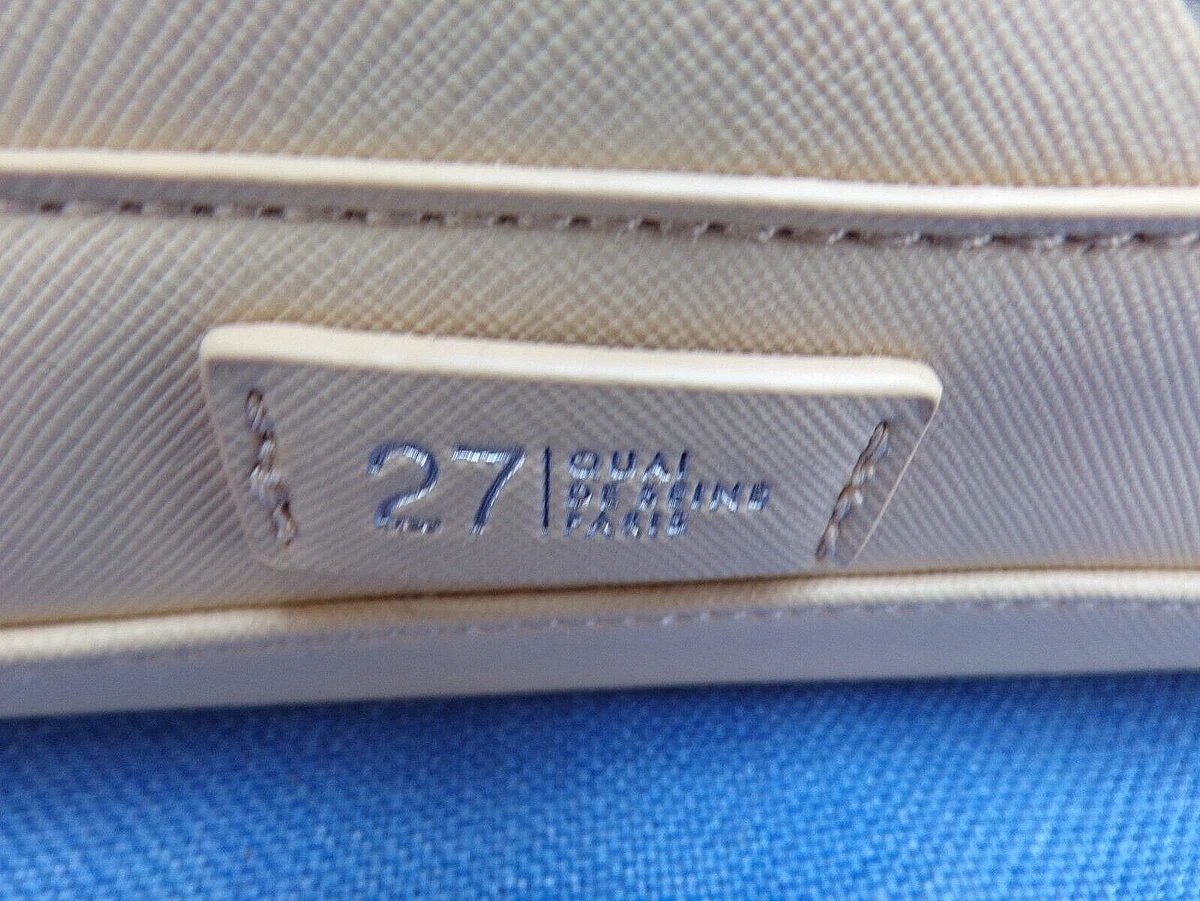 27 | QUAI
DE SEINE
PARIS